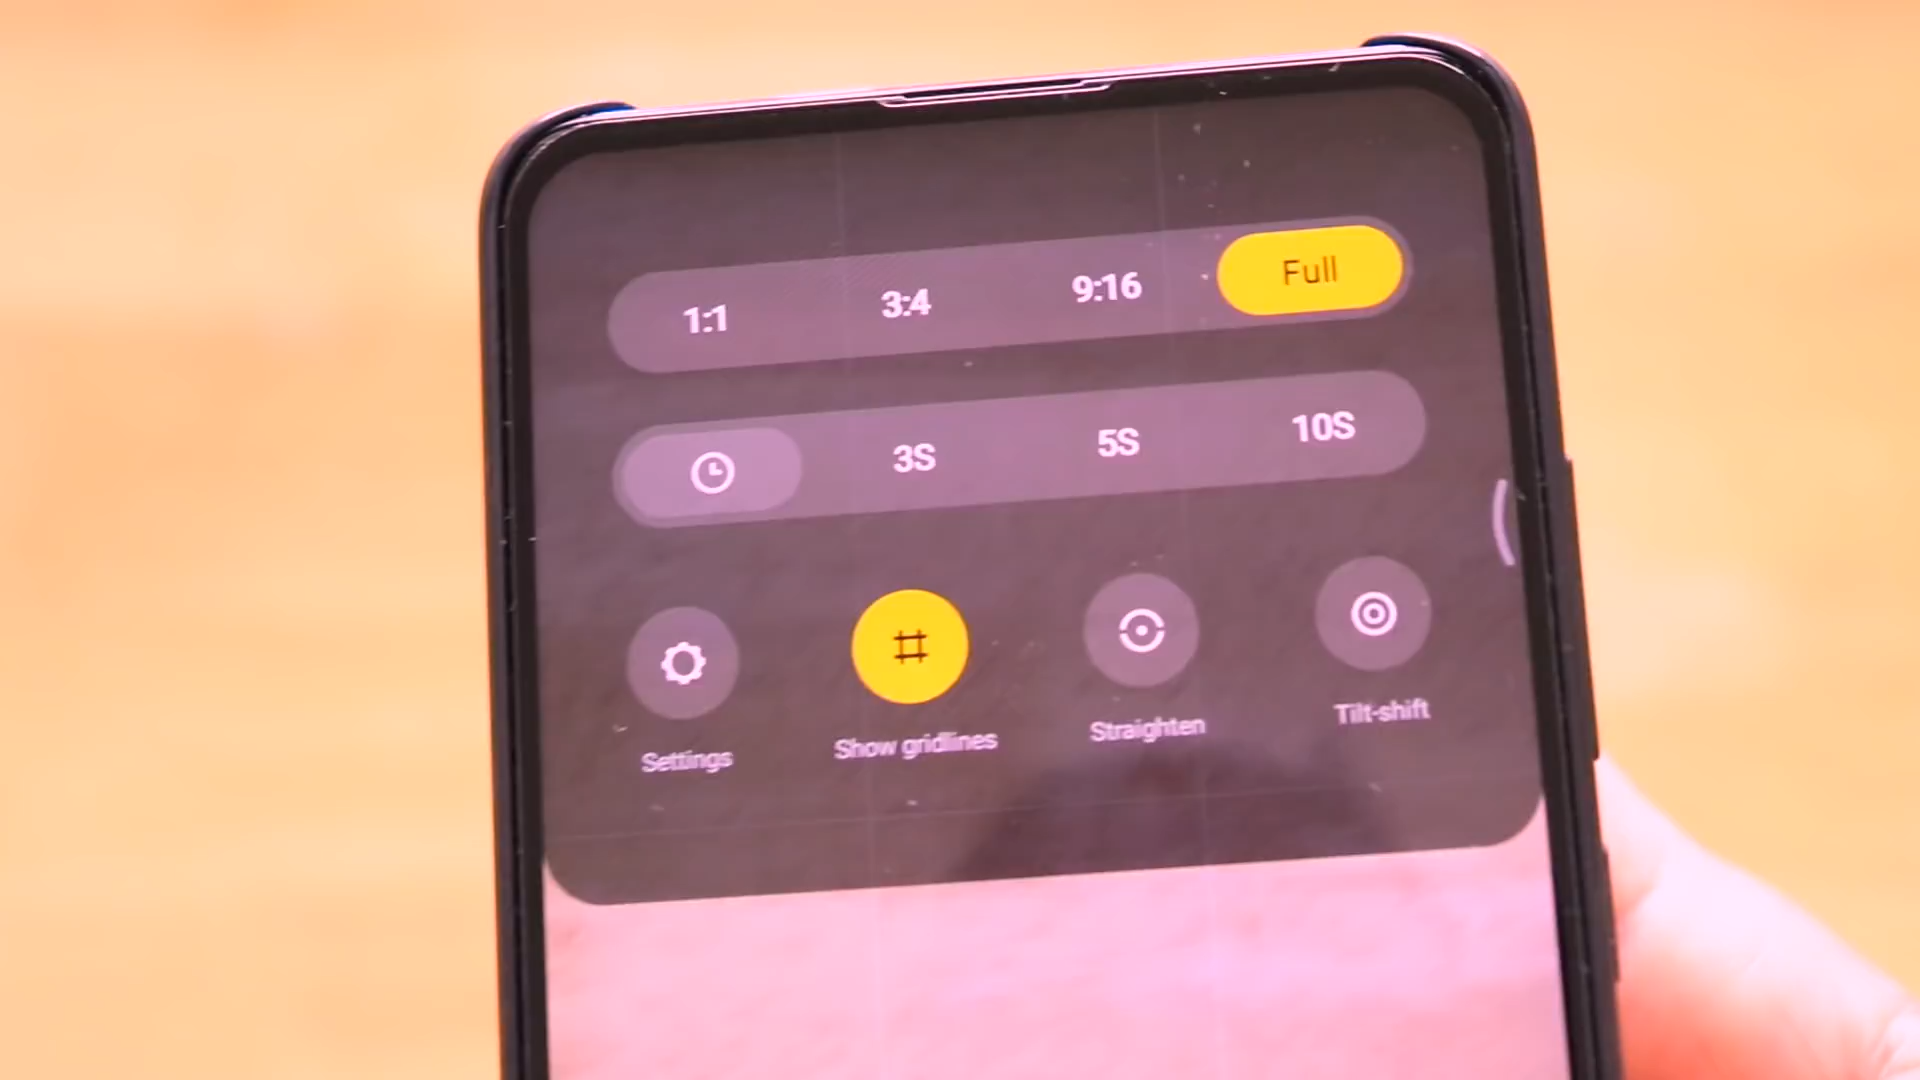 1:1 3:4 9:16 Full
3S 5S 10S
Settings Show gridlines Straighten Tilt-shift